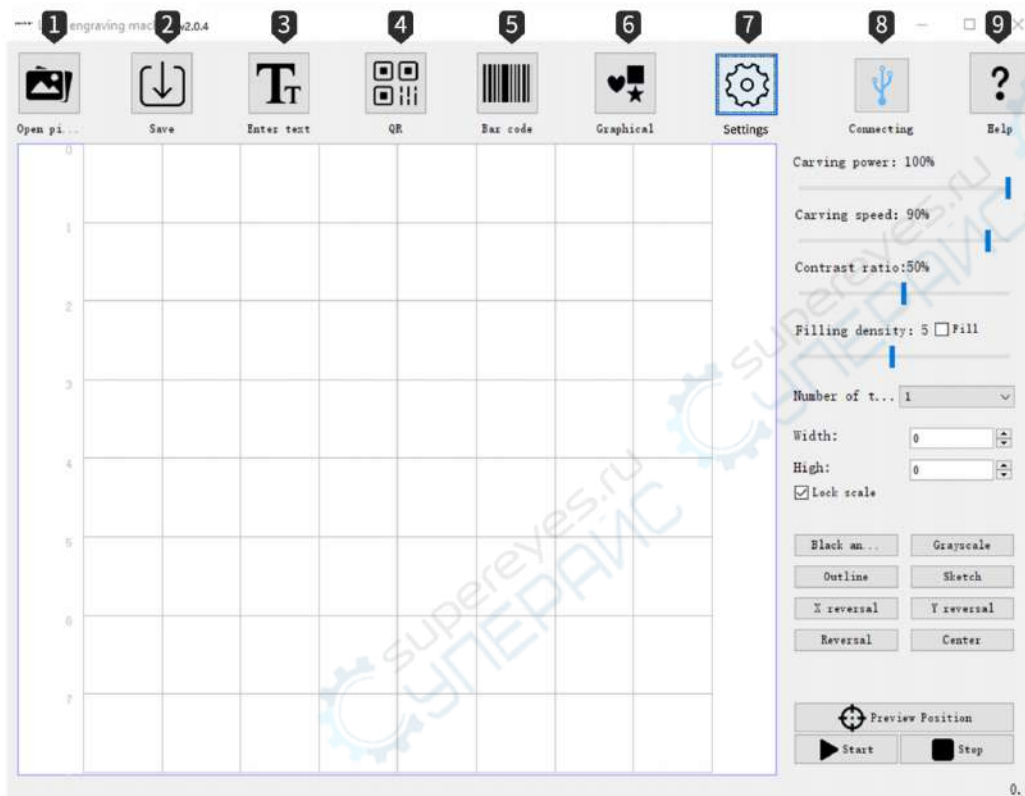 1 2 3 4 5 6 7 8 9
engraving mac v2.0.4
Open pi... Save Enter text QR Bar code Graphical Settings Connecting Help
0
1
2
3
4
5
6
7
Carving power: 100%
Carving speed: 90%
Contrast ratio:50%
Filling density: 5 Fill
Number of t... 1
Width: 0
High: 0
Lock scale
Black an... Grayscale
Outline Sketch
X reversal Y reversal
Reversal Center
Preview Position
Start Stop
0.
supereyes.ru
СУПЕРАЙС
supereyes.ru
СУПЕРАЙС